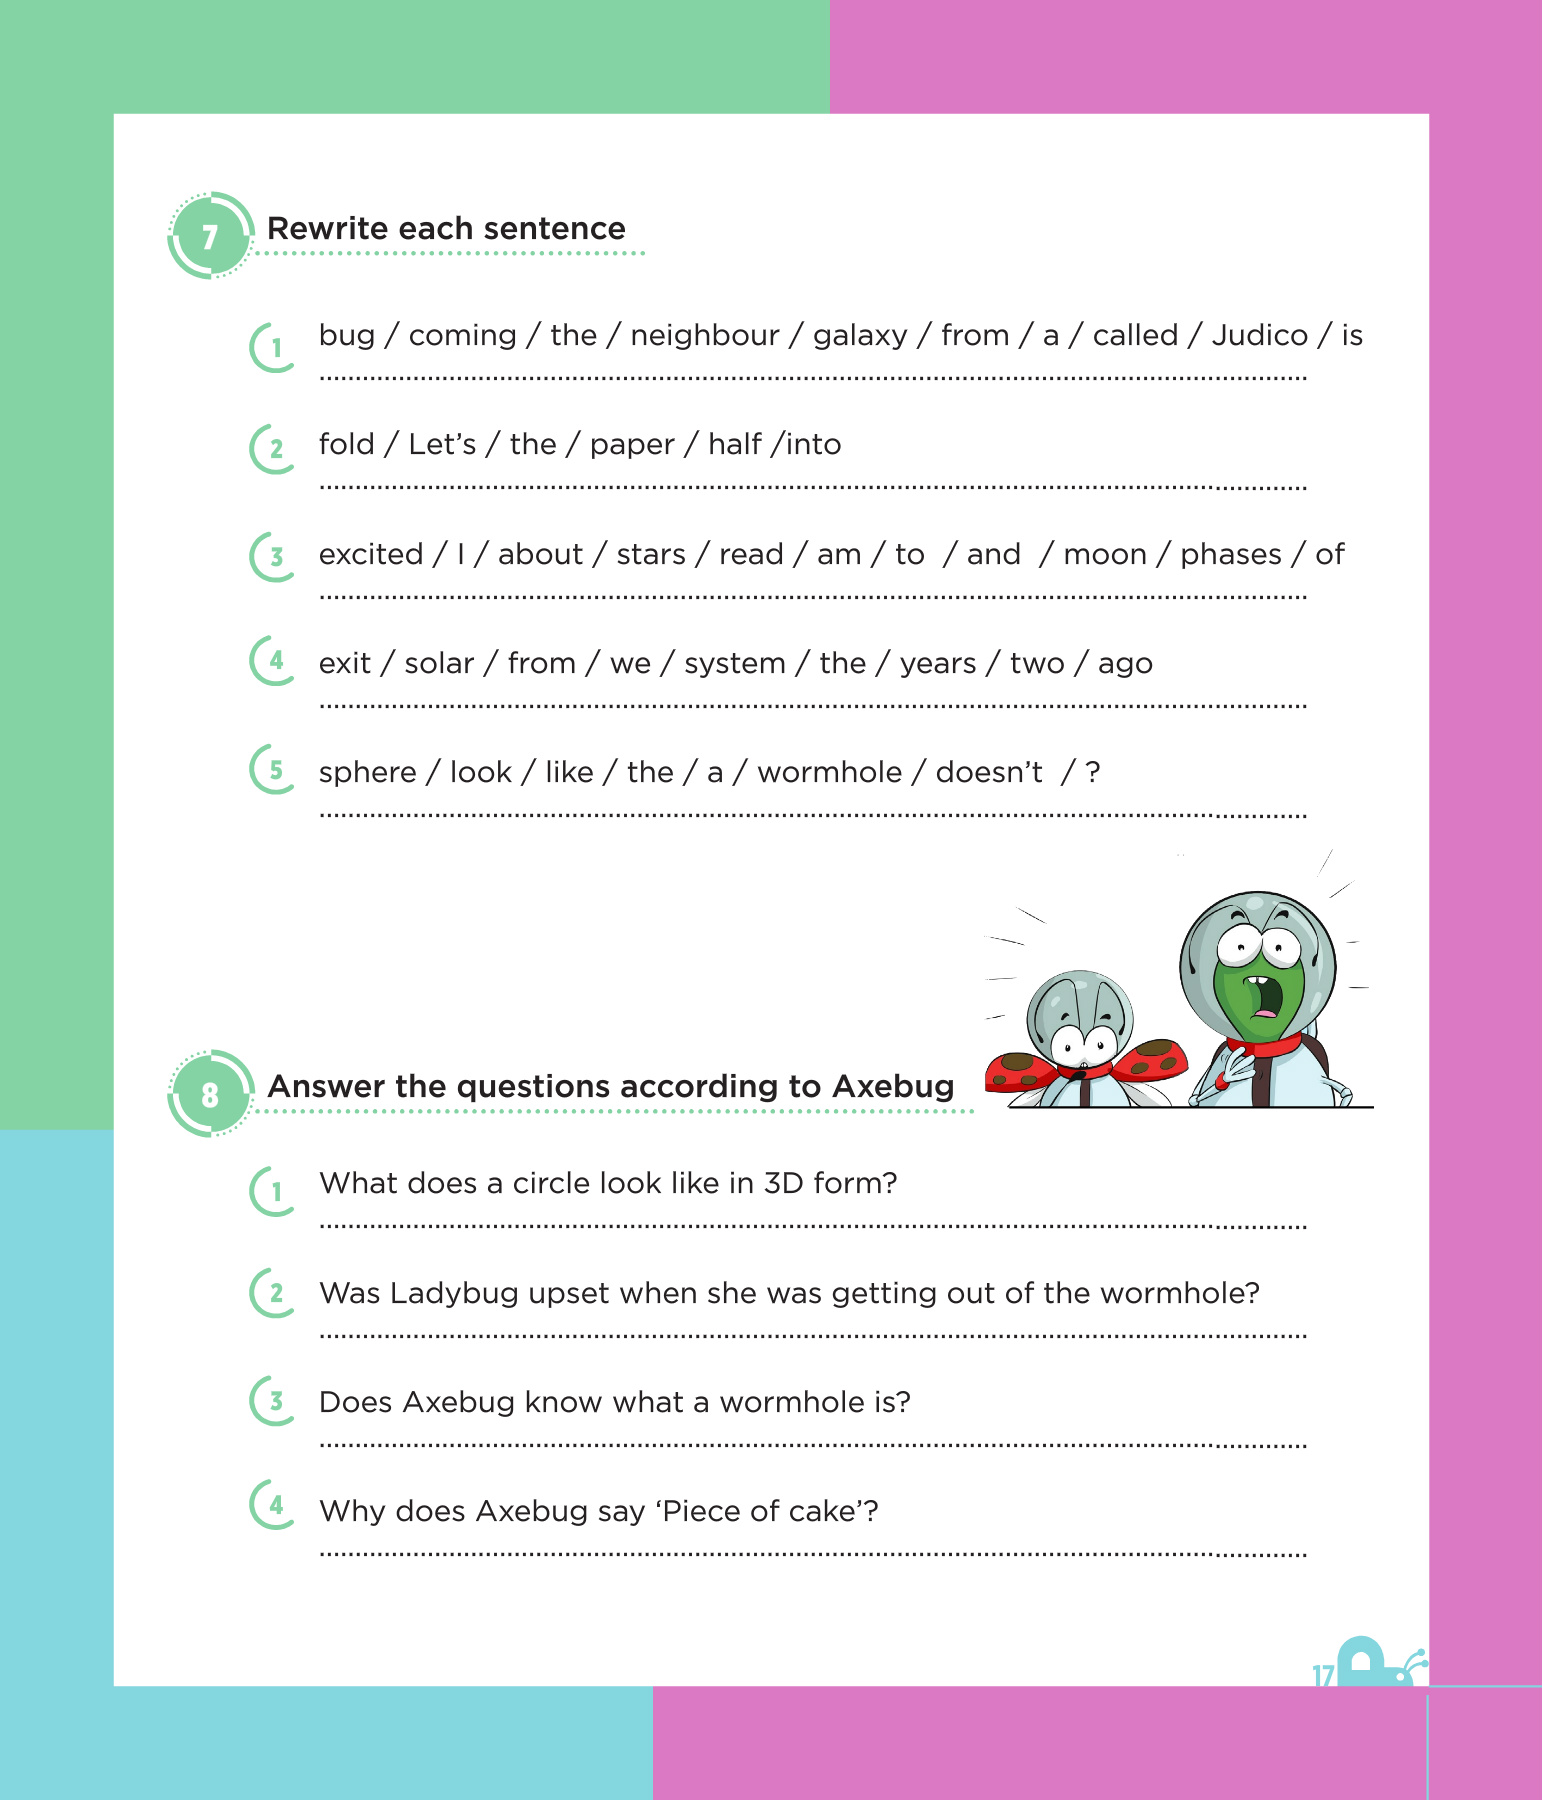 7 Rewrite each sentence
1 bug / coming / the / neighbour / galaxy / from / a / called / Judico / is
2 fold / Let’s / the / paper / half /into
3 excited / I / about / stars / read / am / to / and / moon / phases / of
4 exit / solar / from / we / system / the / years / two / ago
5 sphere / look / like / the / a / wormhole / doesn’t / ?
8 Answer the questions according to Axebug
1 What does a circle look like in 3D form?
2 Was Ladybug upset when she was getting out of the wormhole?
3 Does Axebug know what a wormhole is?
4 Why does Axebug say ‘Piece of cake’?
17